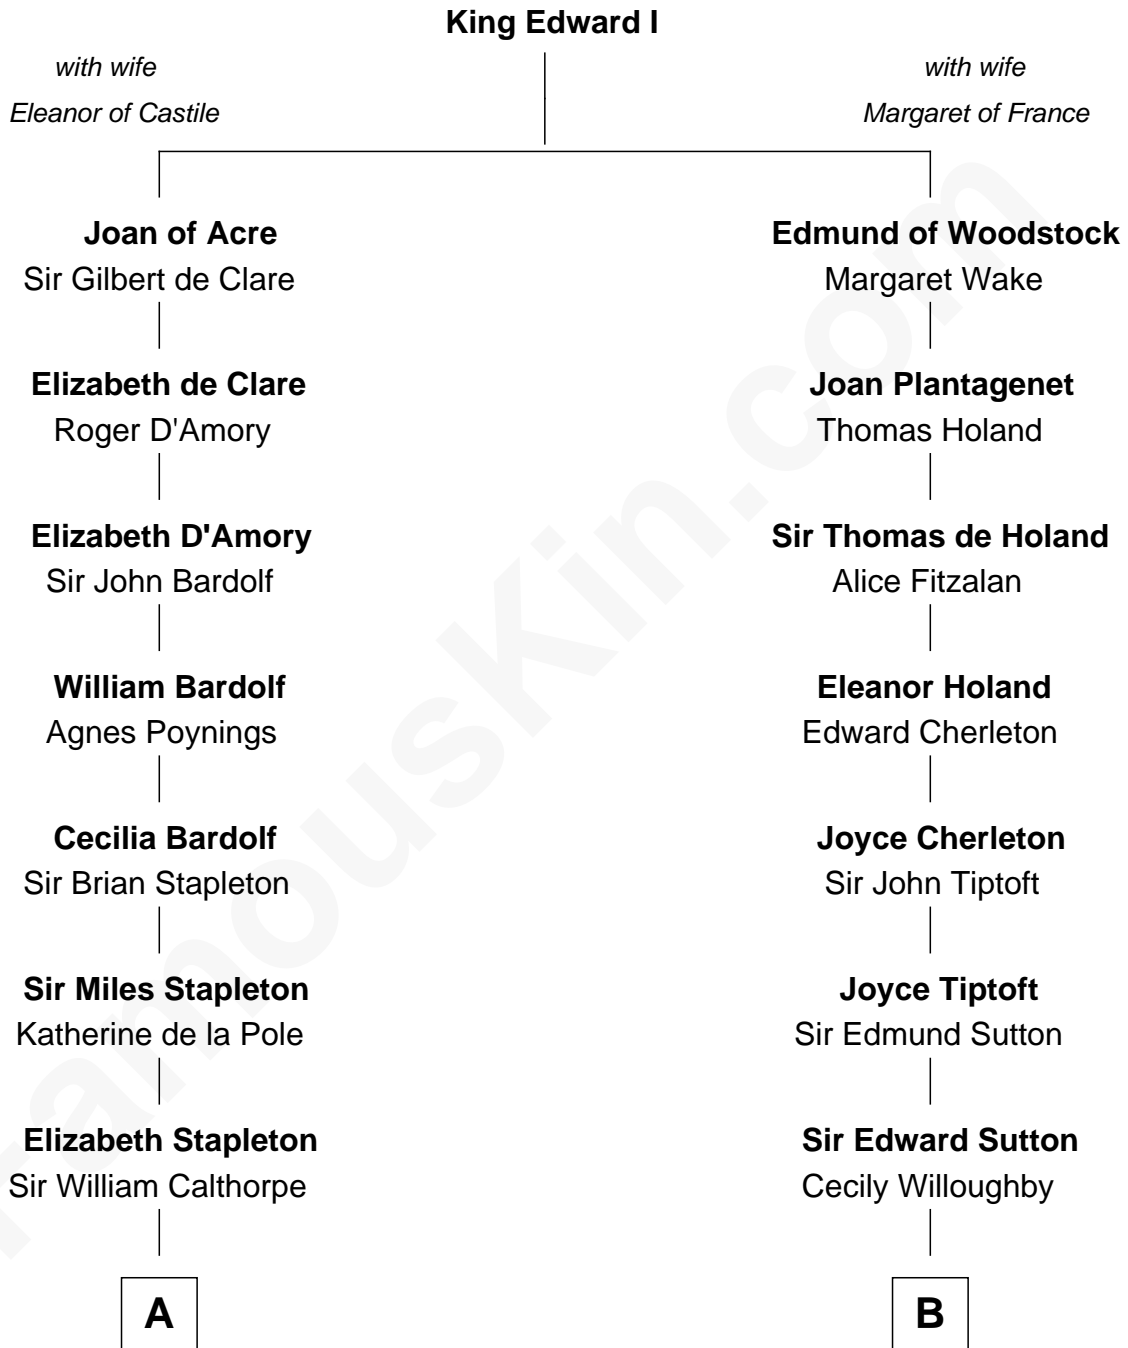 King Edward I
with wife
Eleanor of Castile
with wife
Margaret of France
Joan of Acre
Sir Gilbert de Clare
Edmund of Woodstock
Margaret Wake
Elizabeth de Clare
Roger D'Amory
Joan Plantagenet
Thomas Holand
Elizabeth D'Amory
Sir John Bardolf
Sir Thomas de Holand
Alice Fitzalan
William Bardolf
Agnes Poynings
Eleanor Holand
Edward Cherleton
Cecilia Bardolf
Sir Brian Stapleton
Joyce Cherleton
Sir John Tiptoft
Sir Miles Stapleton
Katherine de la Pole
Joyce Tiptoft
Sir Edmund Sutton
Elizabeth Stapleton
Sir William Calthorpe
Sir Edward Sutton
Cecily Willoughby
A
B
FamousKin.com